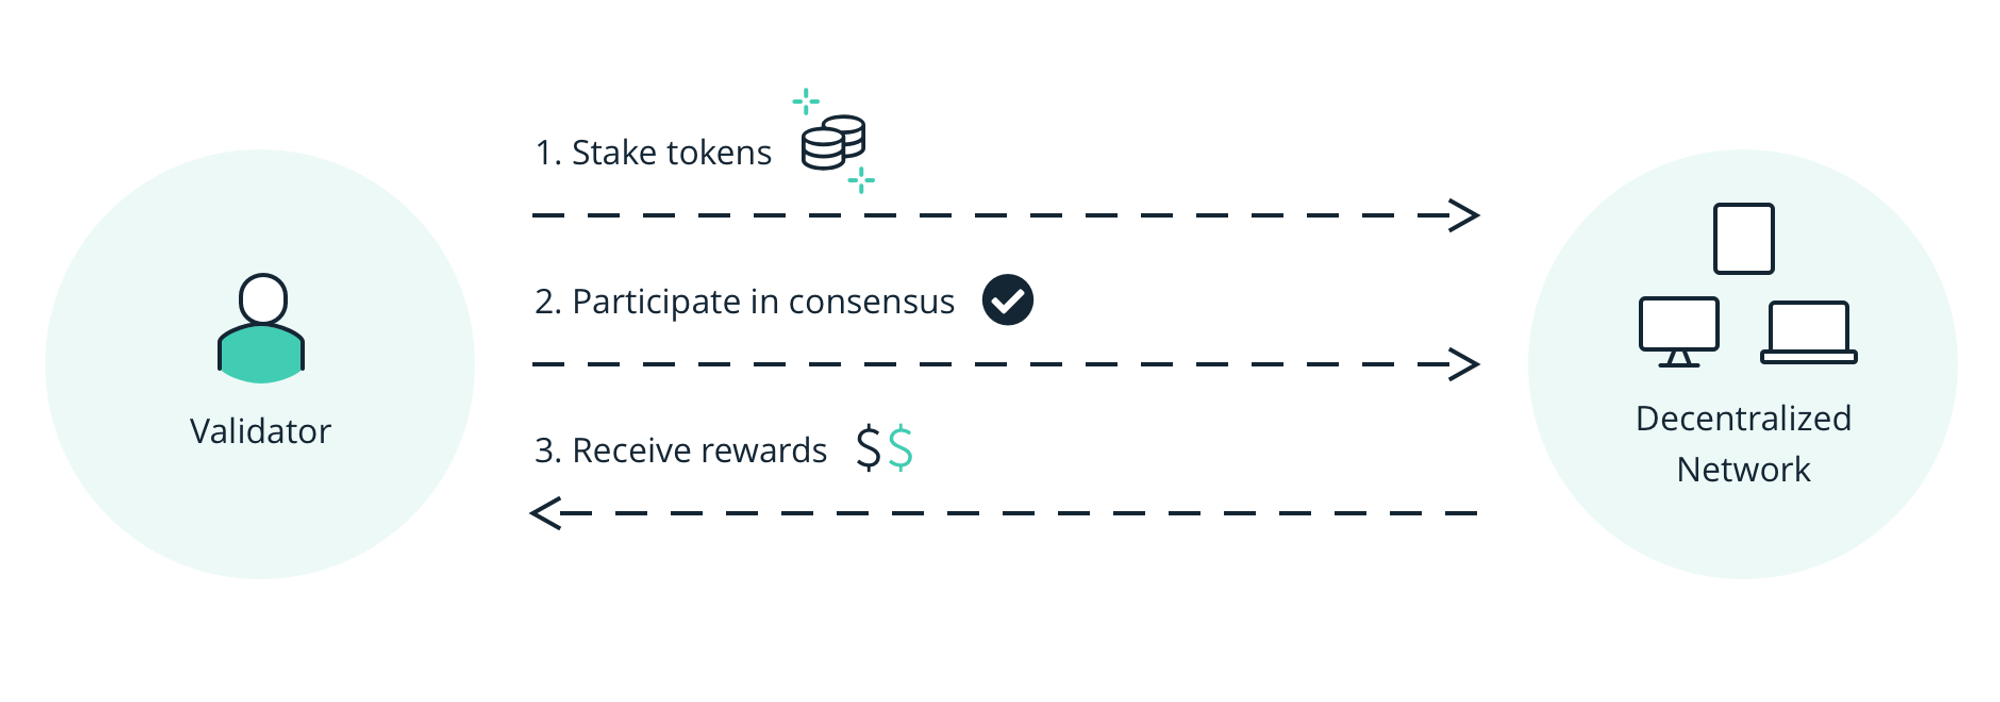 1. Stake tokens
2. Participate in consensus
3. Receive rewards
$$
Validator
Decentralized
Network